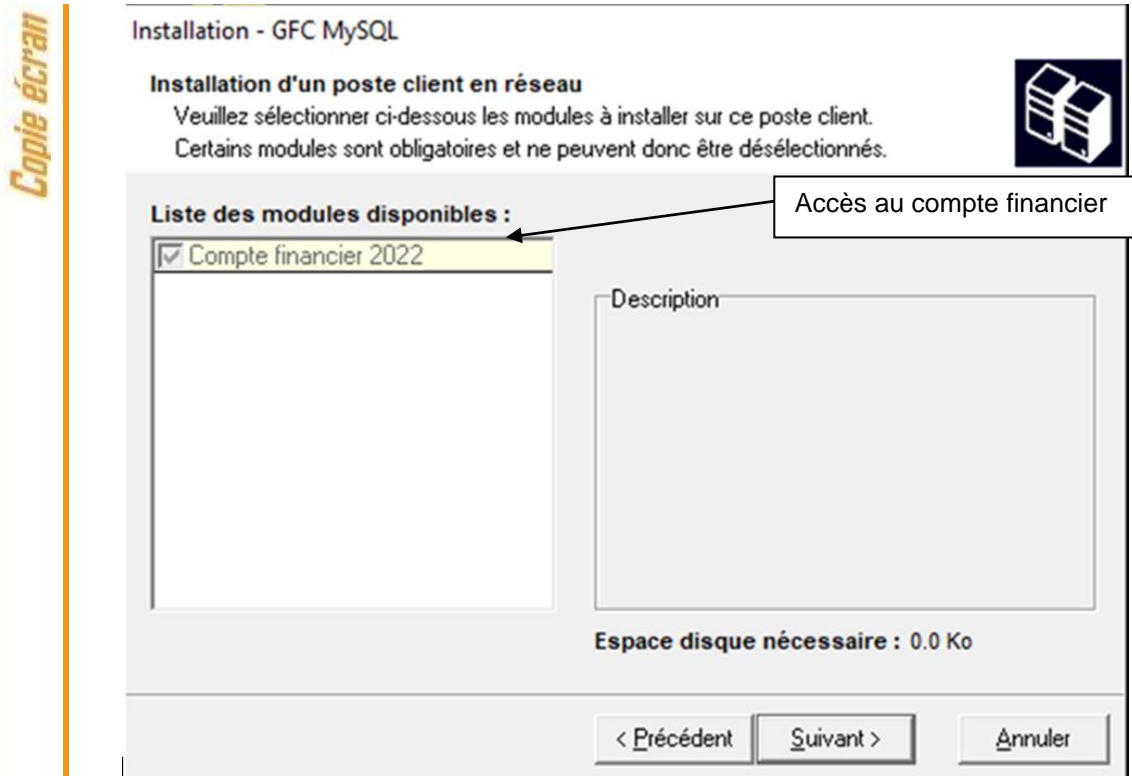 Copie écran
Installation - GFC MySQL
Installation d'un poste client en réseau
Veuillez sélectionner ci-dessous les modules à installer sur ce poste client.
Certains modules sont obligatoires et ne peuvent donc être désélectionnés.
Accès au compte financier
Liste des modules disponibles :
Compte financier 2022
Description
Espace disque nécessaire : 0.0 Ko
< Précédent
Suivant >
Annuler